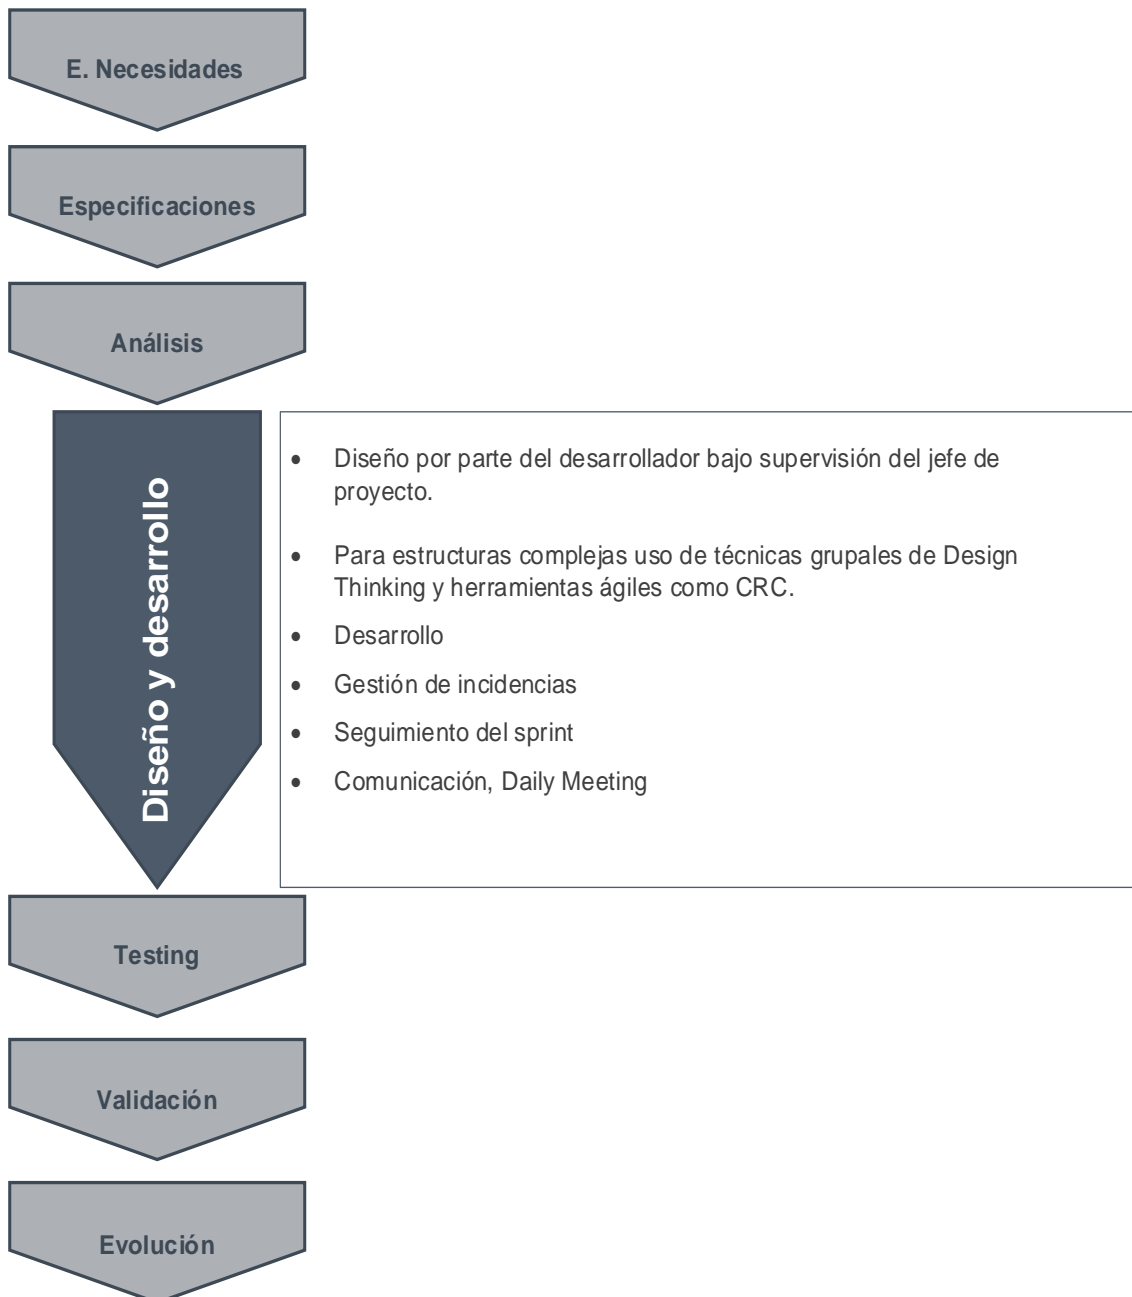 E. Necesidades
Especificaciones
Análisis
Diseño y desarrollo
• Diseño por parte del desarrollador bajo supervisión del jefe de
proyecto.
• Para estructuras complejas uso de técnicas grupales de Design
Thinking y herramientas ágiles como CRC.
• Desarrollo
• Gestión de incidencias
• Seguimiento del sprint
• Comunicación, Daily Meeting
Testing
Validación
Evolución